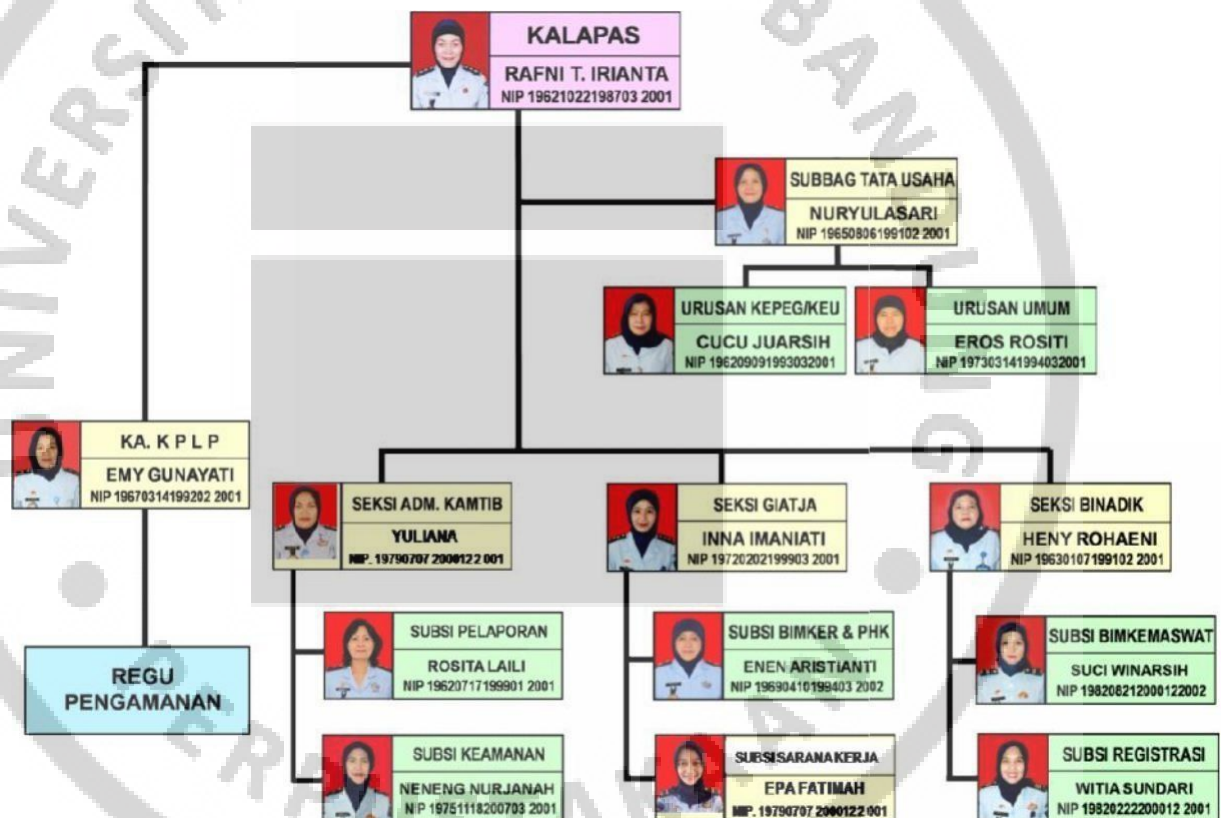 KALAPAS
RAFNI T. IRIANTA
NIP 19621022198703 2001
SUBBAG TATA USAHA
NURYULASARI
NIP 19650806199102 2001
URUSAN KEPEG/KEU
CUCU JUARSIH
NIP 196209091993032001
URUSAN UMUM
EROS ROSITI
NIP 197303141994032001
KA. K P L P
EMY GUNAYATI
NIP 19670314199202 2001
REGU
PENGAMANAN
SEKSI ADM. KAMTIB
YULIANA
NIP. 19790707 2000122 001
SEKSI GIATJA
INNA IMANIATI
NIP 19720202199903 2001
SEKSI BINADIK
HENY ROHAENI
NIP 19630107199102 2001
SUBSI PELAPORAN
ROSITA LAILI
NIP 19620717199901 2001
SUBSI BIMKER & PHK
ENEN ARISTIANTI
NIP 19690410199403 2002
SUBSI BIMKEMASWAT
SUCI WINARSIH
NIP 198208212000122002
SUBSI KEAMANAN
NENENG NURJANAH
NIP 19751118200703 2001
SUBSI SARANA KERJA
EPA FATIMAH
NIP. 19790707 2000122 001
SUBSI REGISTRASI
WITIA SUNDARI
NIP 19820222200012 2001